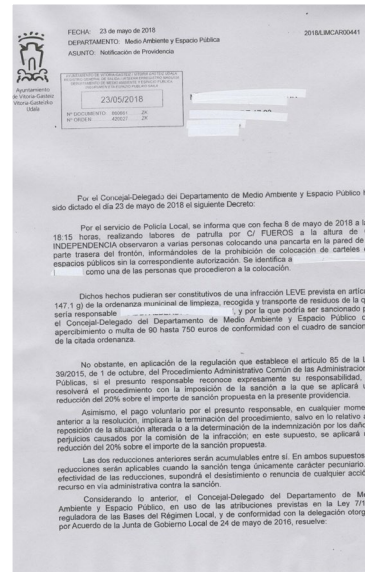 FECHA: 23 de mayo de 2018
2018/LIMCAR00441
DEPARTAMENTO: Medio Ambiente y Espacio Pública
ASUNTO: Notificación de Providencia
Ayuntamiento
de Vitoria-Gasteiz
Vitoria-Gasteizko
Udala
23/05/2018
Nº DOCUMENTO: ZK
Nº ORDEN: ZK
Por el Concejal-Delegado del Departamento de Medio Ambiente y Espacio Público
sido dictado el día 23 de mayo de 2018 el siguiente Decreto:
Por el servicio de Policía Local, se informa que con fecha 8 de mayo de 2018 a
18:15 horas, realizando labores de patrulla por C/ FUEROS a la altura de
INDEPENDENCIA observaron a varias personas colocando una pancarta en la pared de
parte trasera del frontón, informándoles de la prohibición de colocación de carteles
espacios públicos sin la correspondiente autorización. Se identifica a
como una de las personas que procedieron a la colocación.
Dichos hechos pudieran ser constitutivos de una infracción LEVE prevista en
147.1 g) de la ordenanza municipal de limpieza, recogida y transporte de residuos de la
sería responsable , y por la que podría ser sancionado
el Concejal-Delegado del Departamento de Medio Ambiente y Espacio Público
apercibimiento o multa de 90 hasta 750 euros de conformidad con el cuadro de
de la citada ordenanza.
No obstante, en aplicación de la regulación que establece el artículo 85 de la
39/2015, de 1 de octubre, del Procedimiento Administrativo Común de las
Públicas, si el presunto responsable reconoce expresamente su responsabilidad,
resolverá el procedimiento con la imposición de la sanción a la que aplicará
reducción del 20% sobre el importe de sanción propuesta en la presente providencia.
Asimismo, el pago voluntario por el presunto responsable, en cualquier
anterior a la resolución, implicará la terminación del procedimiento, salvo en lo relativo
reposición de la situación alterada o a la determinación de la indemnización por los
perjuicios causados por la comisión de la infracción; en este supuesto, se aplicará
reducción del 20% sobre el importe de la sanción propuesta.
Las dos reducciones anteriores serán acumulables entre sí. En ambos supuestos
reducciones serán aplicables cuando la sanción tenga únicamente carácter pecuniario.
efectividad de las reducciones, supondrá el desistimiento o renuncia de cualquier
recurso en vía administrativa contra la sanción.
Considerando lo anterior, el Concejal-Delegado del Departamento de
Ambiente y Espacio Público, en uso de las atribuciones previstas en la Ley
reguladora de las Bases del Régimen Local, y de conformidad con la delegación
por Acuerdo de la Junta de Gobierno Local de 24 de mayo de 2016, resuelve: